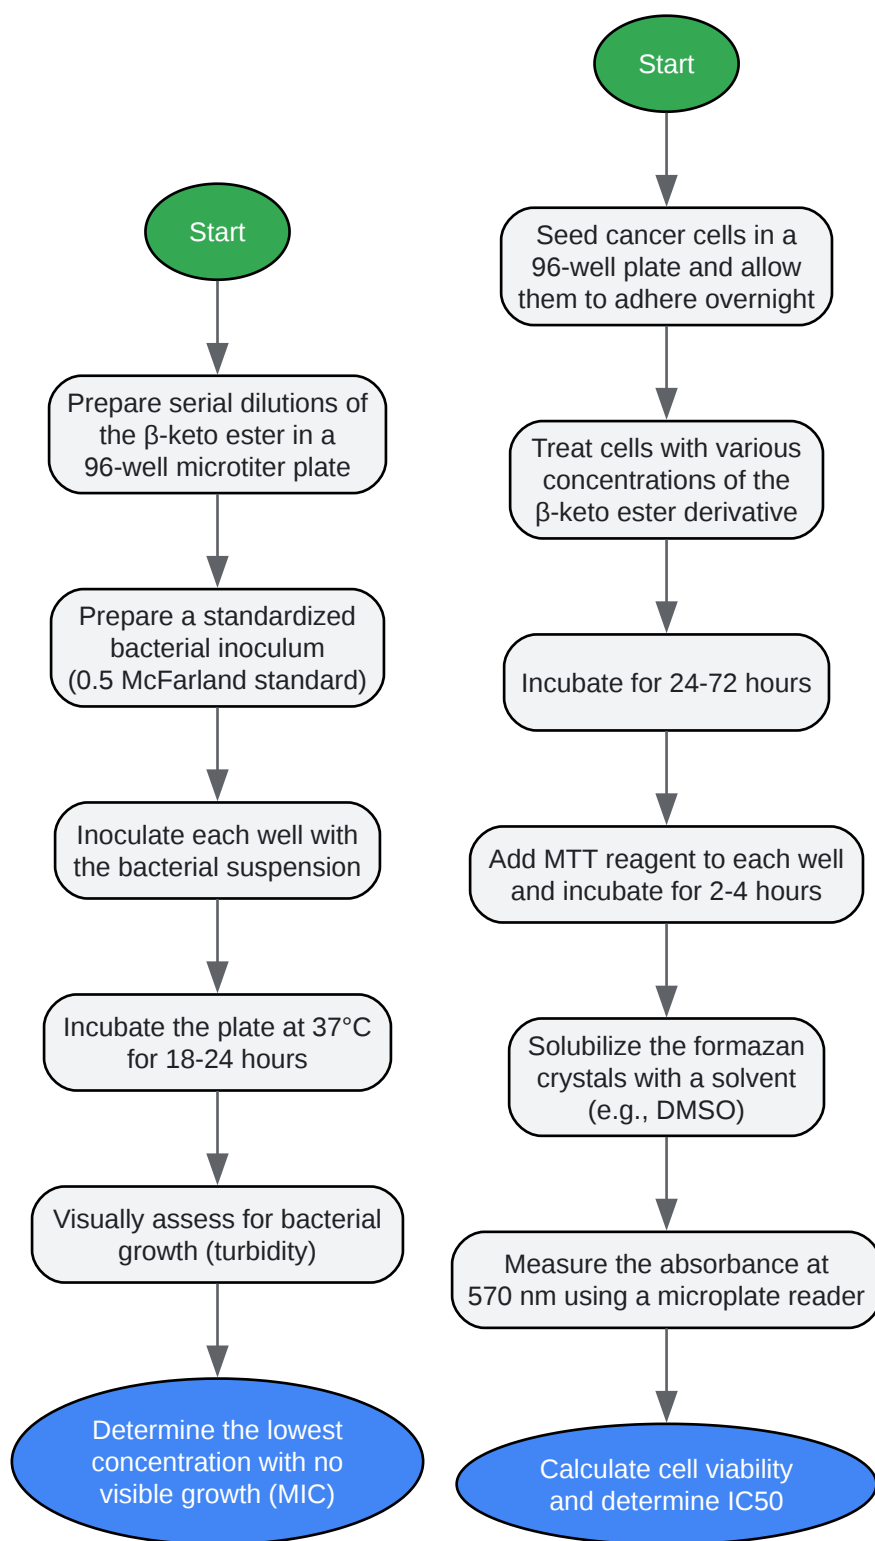 Start
Prepare serial dilutions of
the β-keto ester in a
96-well microtiter plate
Prepare a standardized
bacterial inoculum
(0.5 McFarland standard)
Inoculate each well with
the bacterial suspension
Incubate the plate at 37°C
for 18-24 hours
Visually assess for bacterial
growth (turbidity)
Determine the lowest
concentration with no
visible growth (MIC)
Start
Seed cancer cells in a
96-well plate and allow
them to adhere overnight
Treat cells with various
concentrations of the
β-keto ester derivative
Incubate for 24-72 hours
Add MTT reagent to each well
and incubate for 2-4 hours
Solubilize the formazan
crystals with a solvent
(e.g., DMSO)
Measure the absorbance at
570 nm using a microplate reader
Calculate cell viability
and determine IC50